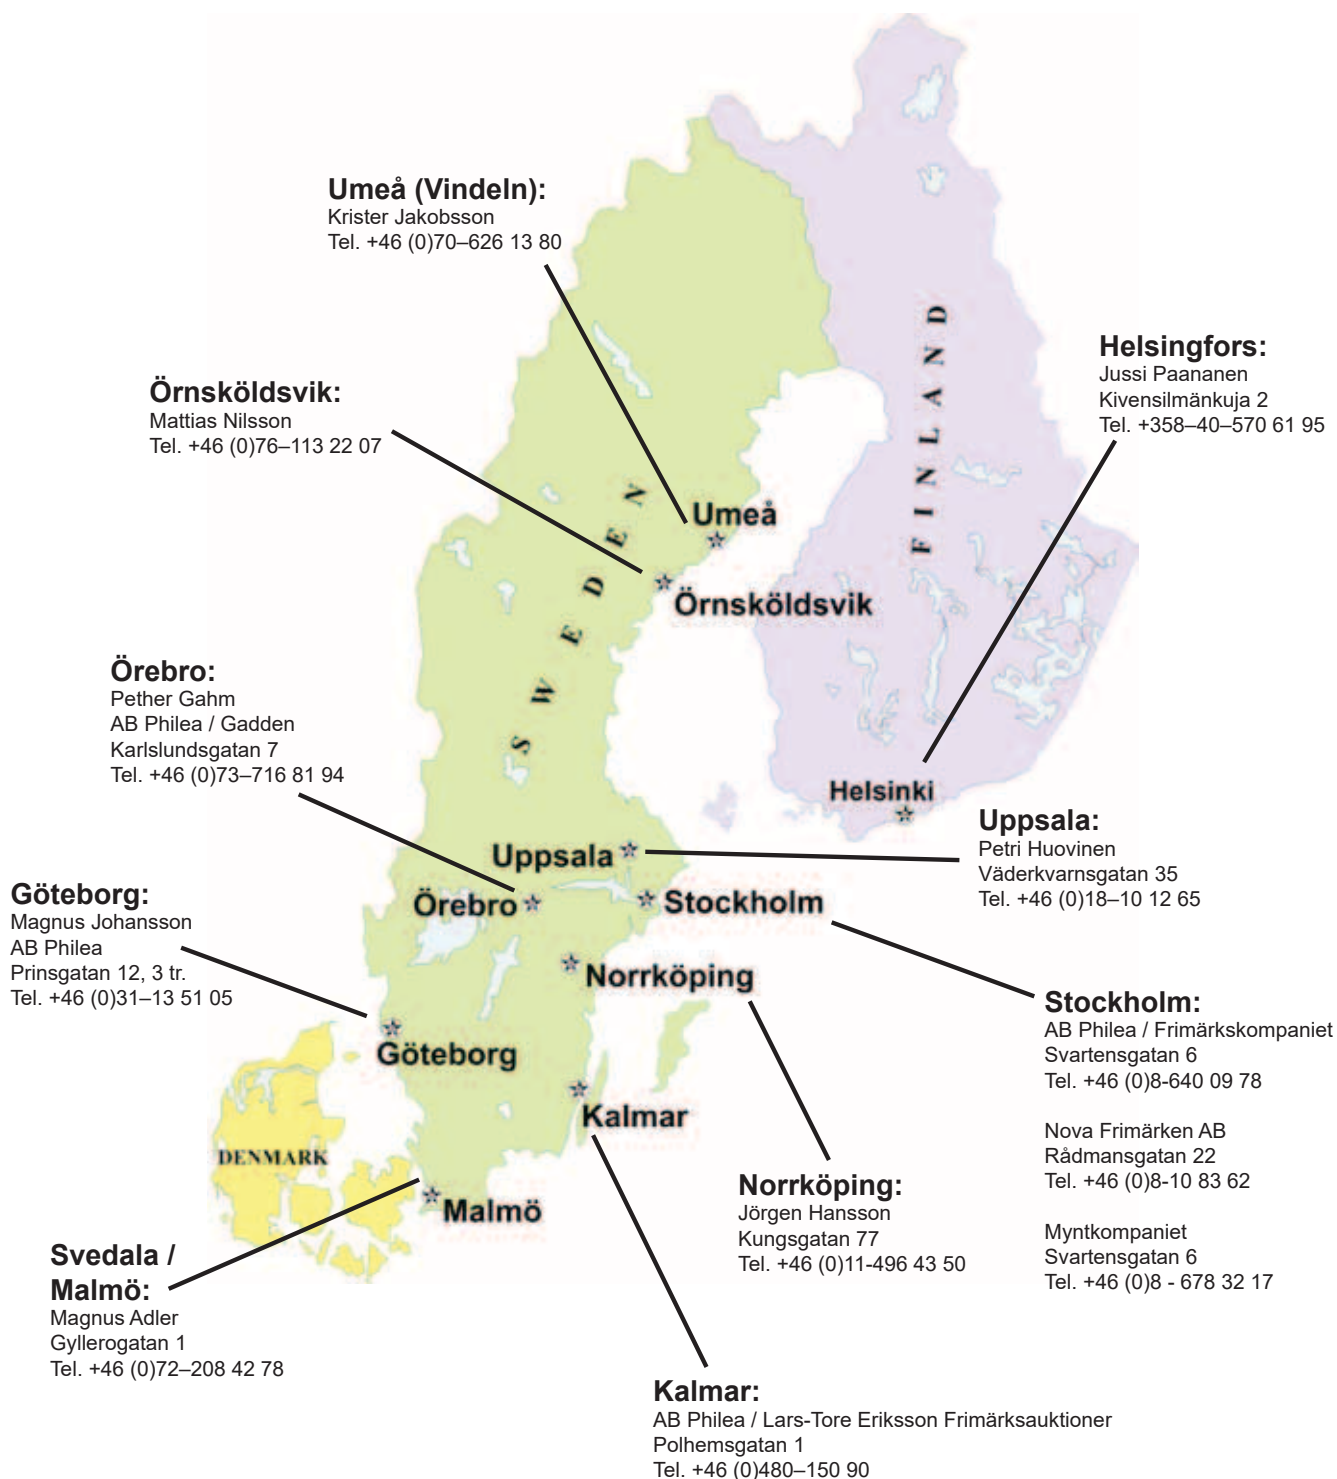 Umeå (Vindeln):
Krister Jakobsson
Tel. +46 (0)70–626 13 80
Helsingfors:
Jussi Paananen
Kivensilmänkuja 2
Tel. +358–40–570 61 95
Örnsköldsvik:
Mattias Nilsson
Tel. +46 (0)76–113 22 07
FINLAND
SWEDEN
Umeå
Örnsköldsvik
Örebro:
Pether Gahm
AB Philea / Gadden
Karlslundsgatan 7
Tel. +46 (0)73–716 81 94
Helsinki
Uppsala:
Petri Huovinen
Väderkvarnsgatan 35
Tel. +46 (0)18–10 12 65
Uppsala
Göteborg:
Magnus Johansson
AB Philea
Prinsgatan 12, 3 tr.
Tel. +46 (0)31–13 51 05
Örebro
Stockholm
Norrköping
Stockholm:
AB Philea / Frimärkskompaniet
Svartensgatan 6
Tel. +46 (0)8-640 09 78
Nova Frimärken AB
Rådmansgatan 22
Tel. +46 (0)8-10 83 62
Myntkompaniet
Svartensgatan 6
Tel. +46 (0)8 - 678 32 17
Göteborg
Kalmar
DENMARK
Malmö
Norrköping:
Jörgen Hansson
Kungsgatan 77
Tel. +46 (0)11-496 43 50
Svedala /
Malmö:
Magnus Adler
Gyllerogatan 1
Tel. +46 (0)72–208 42 78
Kalmar:
AB Philea / Lars-Tore Eriksson Frimärksauktioner
Polhemsgatan 1
Tel. +46 (0)480–150 90